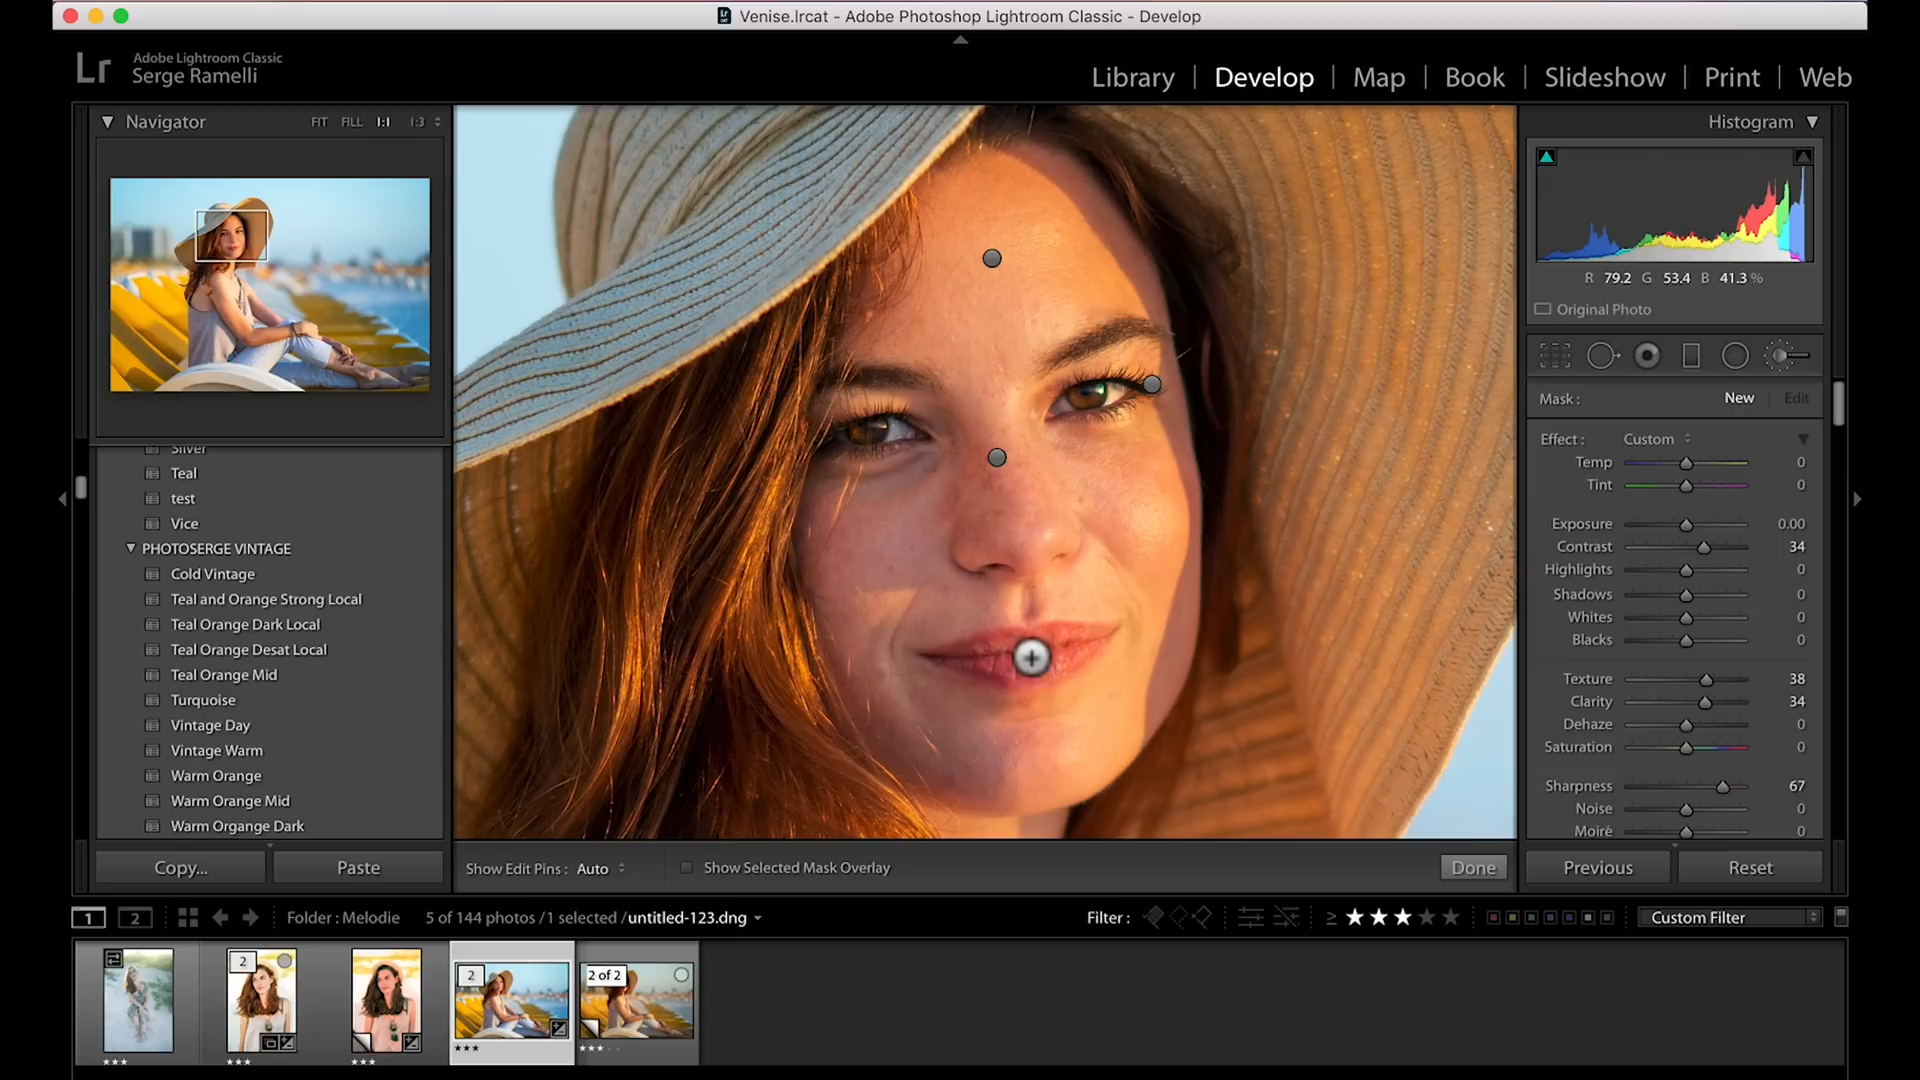 Venise.lrcat - Adobe Photoshop Lightroom Classic - Develop
Lr
Adobe Lightroom Classic
Serge Ramelli
Library | Develop | Map | Book | Slideshow | Print | Web
Navigator FIT FILL 1:1 1:3
Silver
Teal
test
Vice
PHOTOSERGE VINTAGE
Cold Vintage
Teal and Orange Strong Local
Teal Orange Dark Local
Teal Orange Desat Local
Teal Orange Mid
Turquoise
Vintage Day
Vintage Warm
Warm Orange
Warm Orange Mid
Warm Organge Dark
Copy... Paste
Show Edit Pins : Auto Show Selected Mask Overlay Done
Histogram
R 79.2 G 53.4 B 41.3 %
Original Photo
Mask : New Edit
Effect : Custom
Temp 0
Tint 0
Exposure 0.00
Contrast 34
Highlights 0
Shadows 0
Whites 0
Blacks 0
Texture 38
Clarity 34
Dehaze 0
Saturation 0
Sharpness 67
Noise 0
Moiré 0
Previous Reset
1 2 Folder : Melodie 5 of 144 photos / 1 selected / untitled-123.dng Filter : ≥ ★★★★★ Custom Filter
2 2 2 of 2
★★★ ★★★ ★★★ ★★★ ★★★